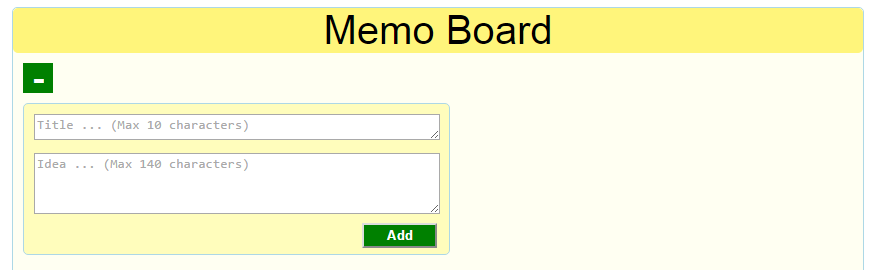 Memo Board
-
Title ... (Max 10 characters)
Idea ... (Max 140 characters)
Add